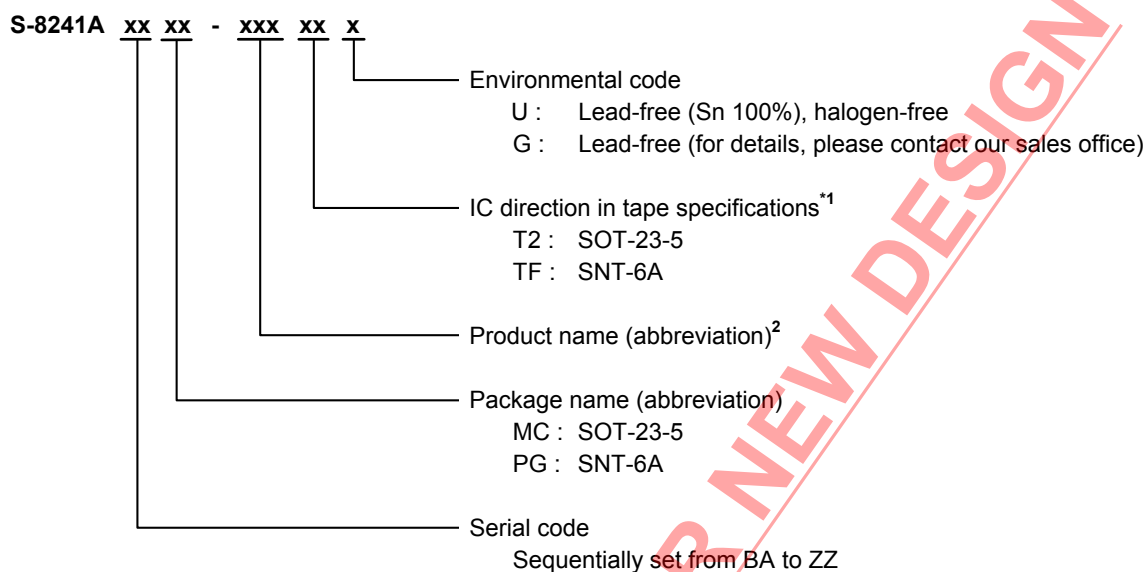 S-8241A xx xx - xxx xx x
Environmental code
U : Lead-free (Sn 100%), halogen-free
G : Lead-free (for details, please contact our sales office)
IC direction in tape specifications*1
T2 : SOT-23-5
TF : SNT-6A
Product name (abbreviation)2
Package name (abbreviation)
MC : SOT-23-5
PG : SNT-6A
Serial code
Sequentially set from BA to ZZ
R NEW DESIGN